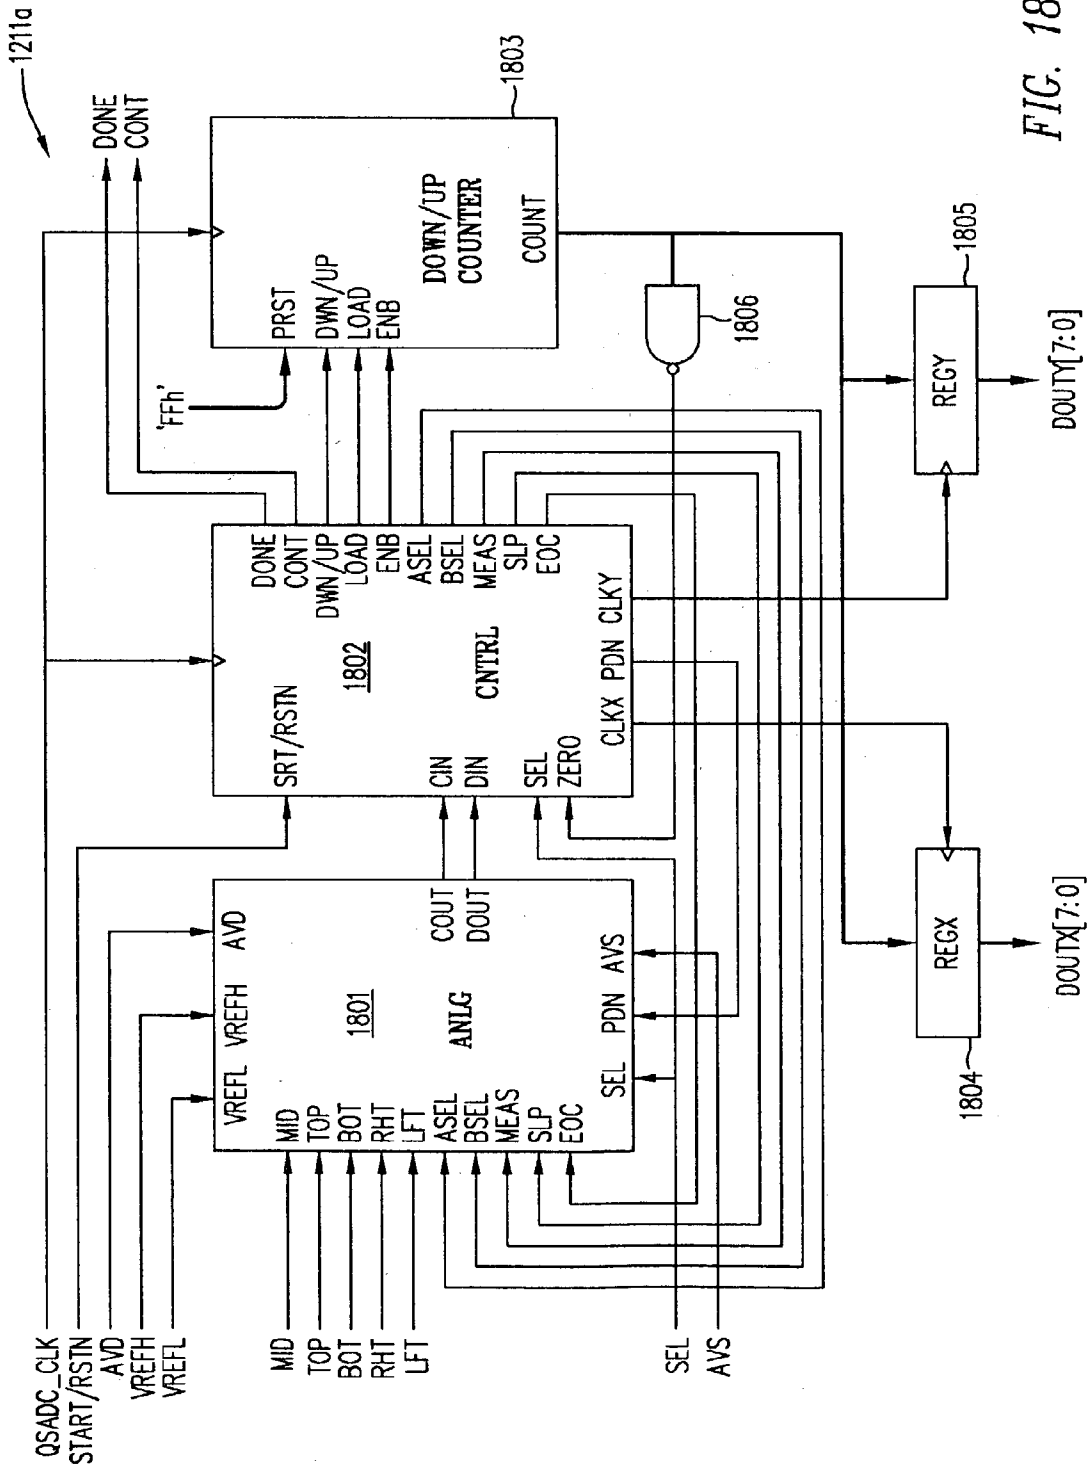 1211a
DONE
CONT
QSADC_CLK
START/RSTN
AVD
VREFH
VREFL
MID
TOP
BOT
RHT
LFT
SEL
AVS
VREFL VREFH AVD
MID
TOP
BOT
RHT
LFT
ASEL
BSEL
MEAS
SLP
EOC
1801
ANLG
COUT
DOUT
SEL PDN AVS
SRT/RSTN
CIN
DIN
SEL
ZERO
1802
CNTRL
DONE
CONT
DWN/UP
LOAD
ENB
ASEL
BSEL
MEAS
SLP
EOC
CLKX PDN CLKY
'FFh'
PRST
DWN/UP
LOAD
ENB
DOWN/UP
COUNTER
COUNT
1803
1806
REGX
1804
DOUTX[7:0]
REGY
1805
DOUTY[7:0]
FIG. 18